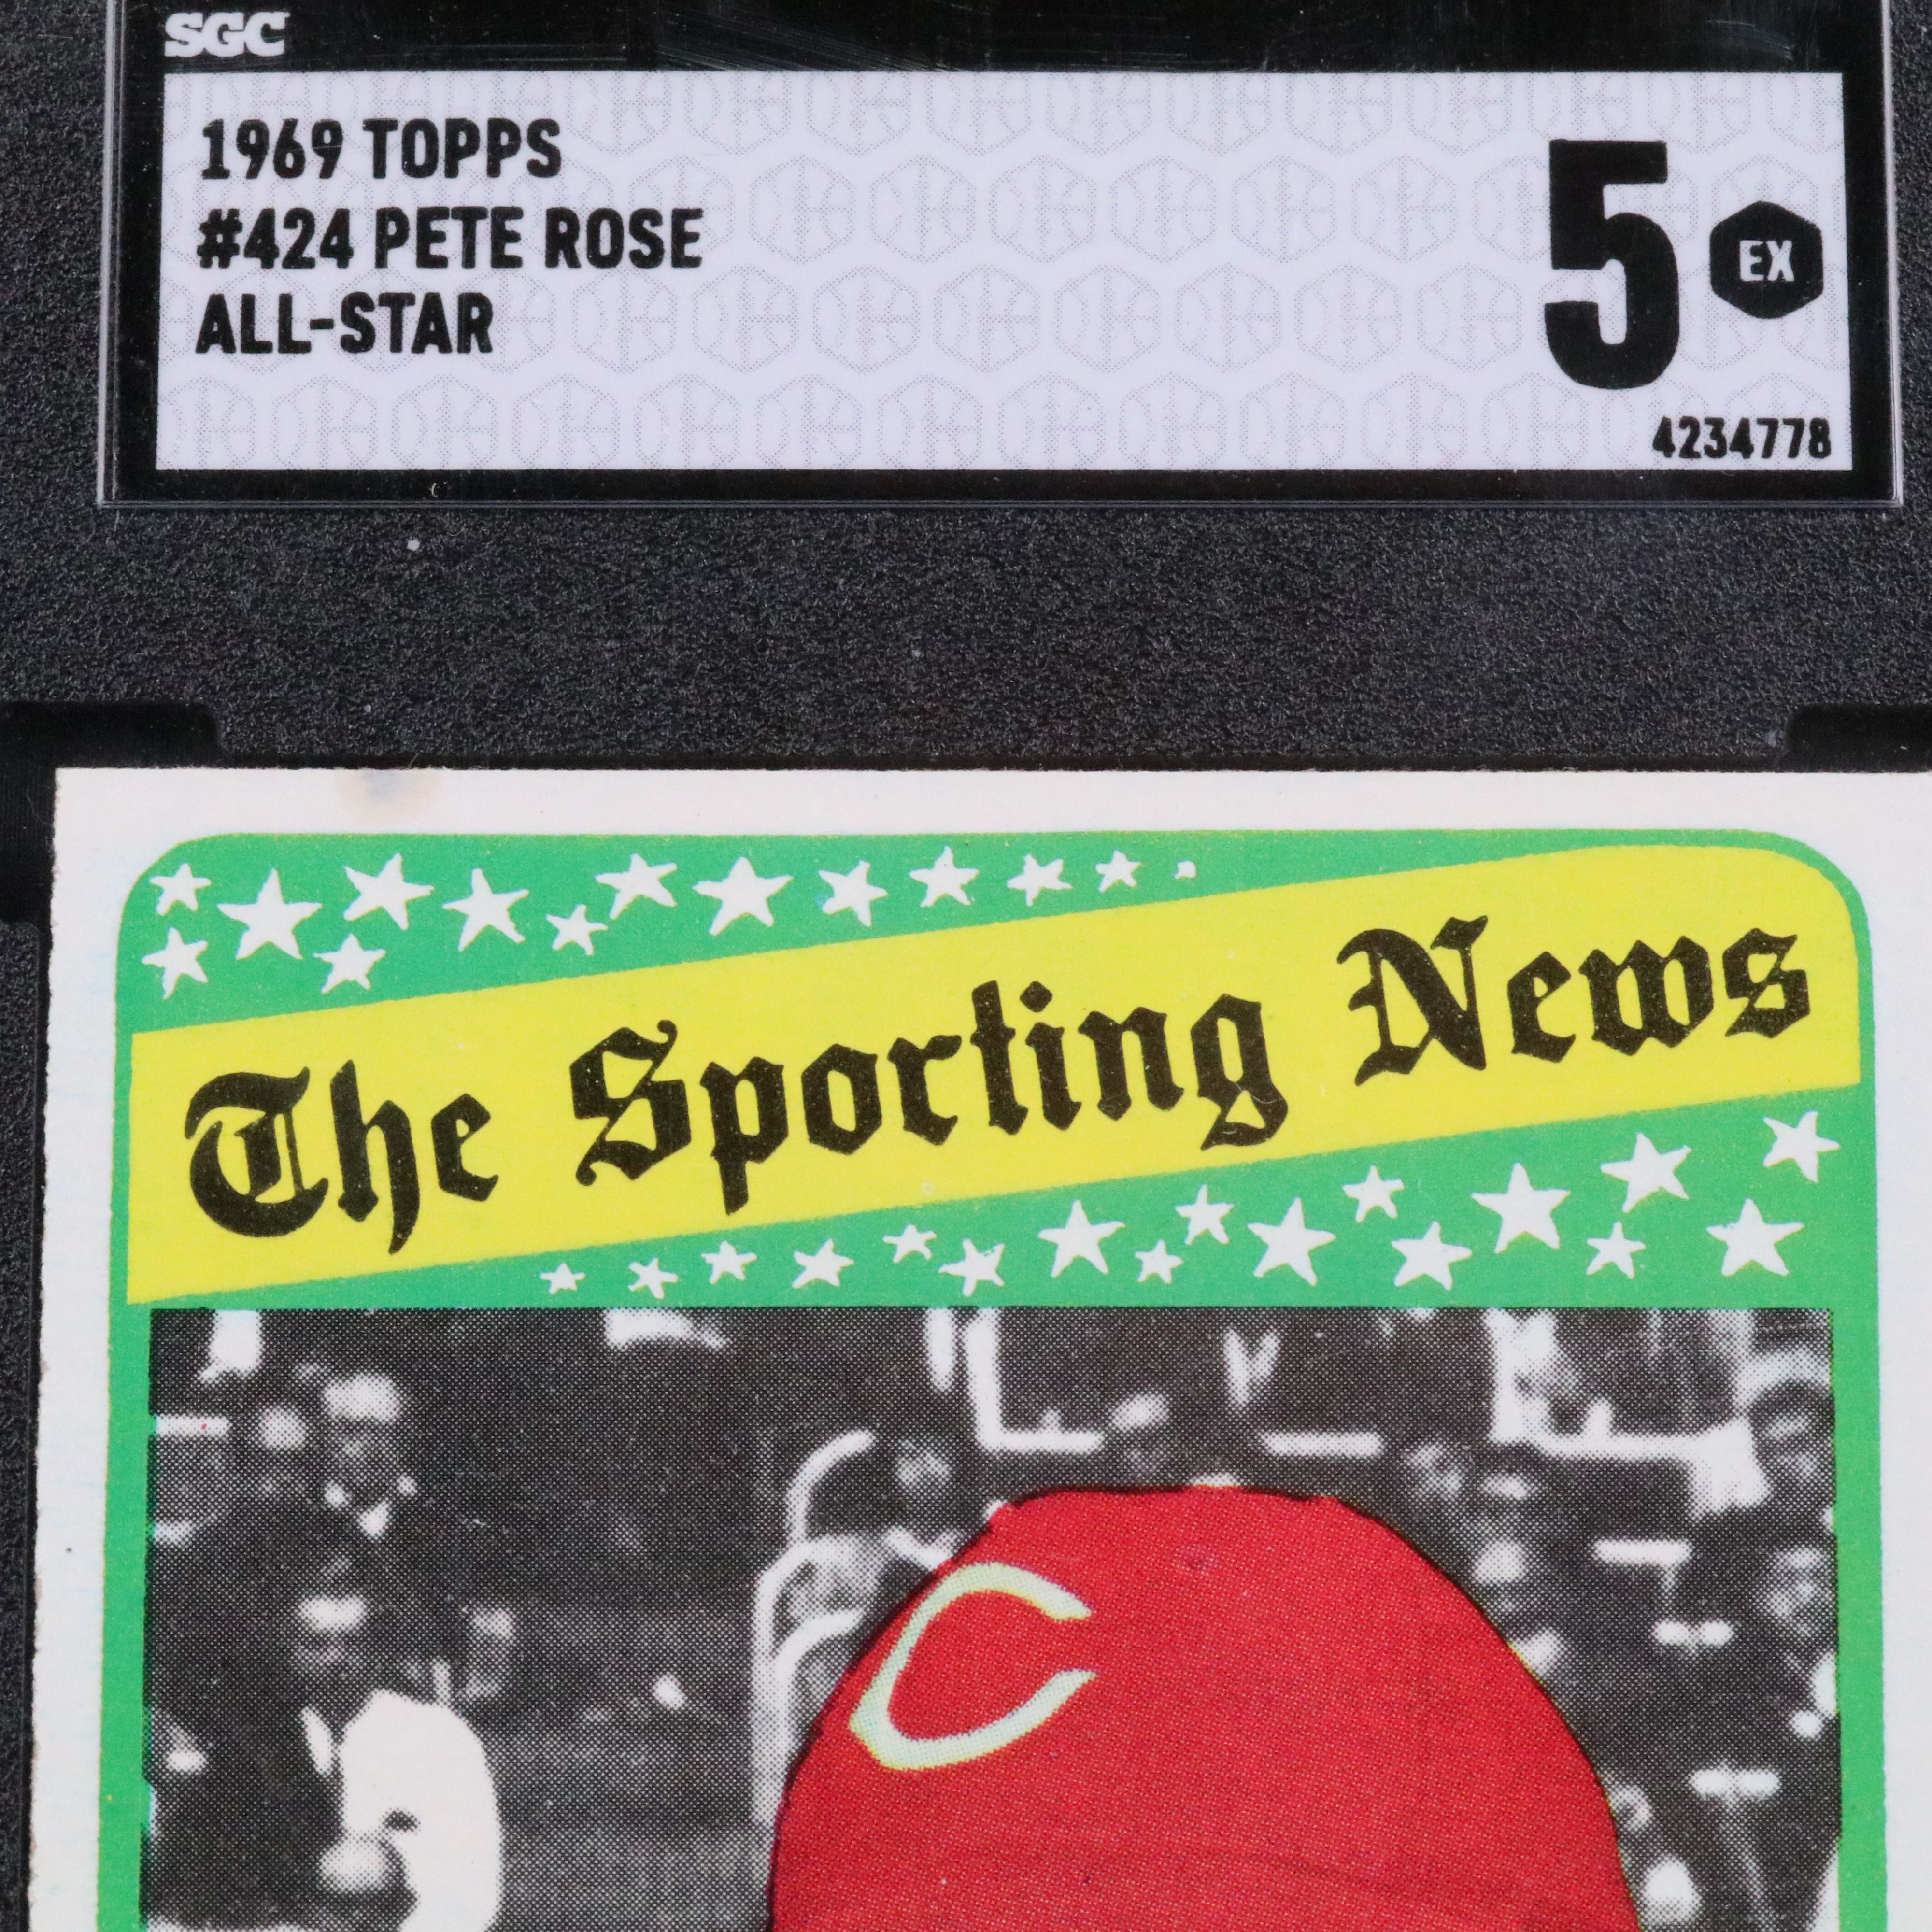 SGC
1969 TOPPS
#424 PETE ROSE
ALL-STAR
5 EX
4234778
The Sporting News
C